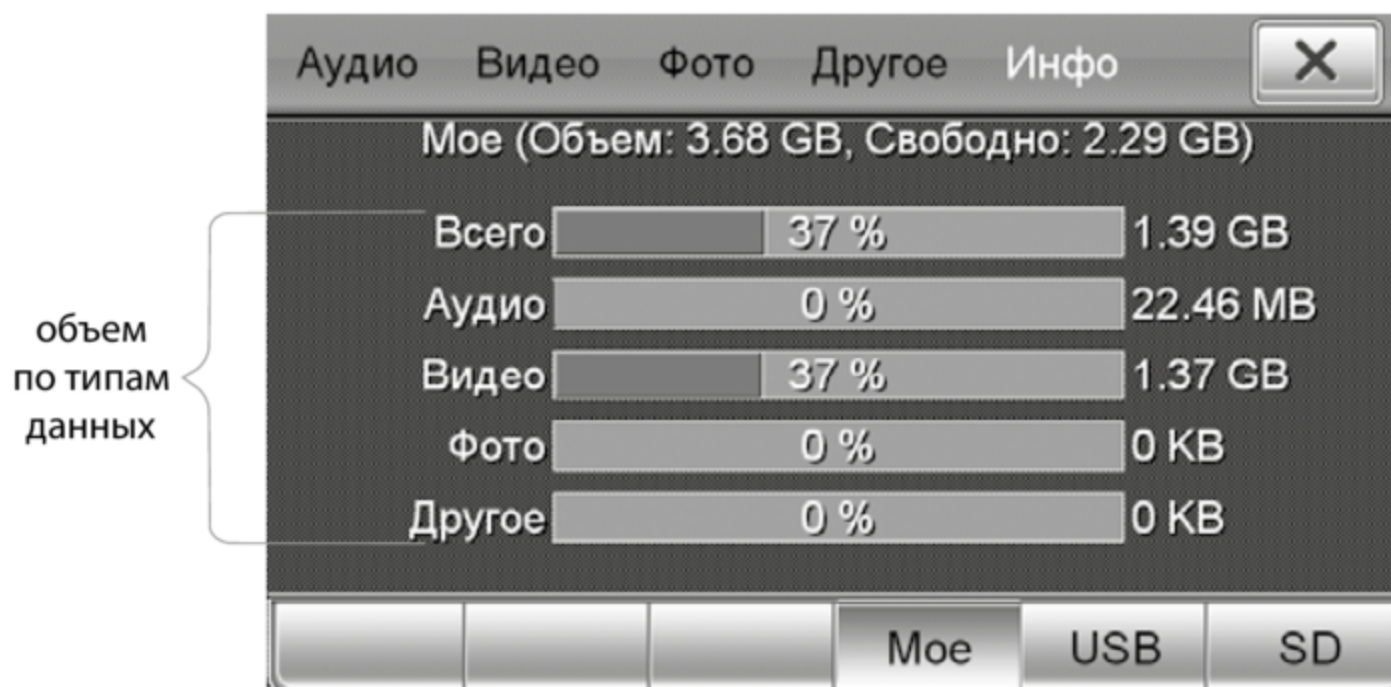 Аудио Видео Фото Другое Инфо
Мое (Объем: 3.68 GB, Свободно: 2.29 GB)
Всего 37 % 1.39 GB
Аудио 0 % 22.46 MB
Видео 37 % 1.37 GB
Фото 0 % 0 KB
Другое 0 % 0 KB
объем
по типам
данных
Мое USB SD